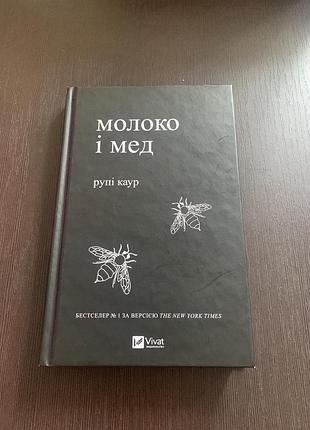 молоко
і мед
рупі каур
БЕСТСЕЛЕР № 1 ЗА ВЕРСІЄЮ THE NEW YORK TIMES
Vivat